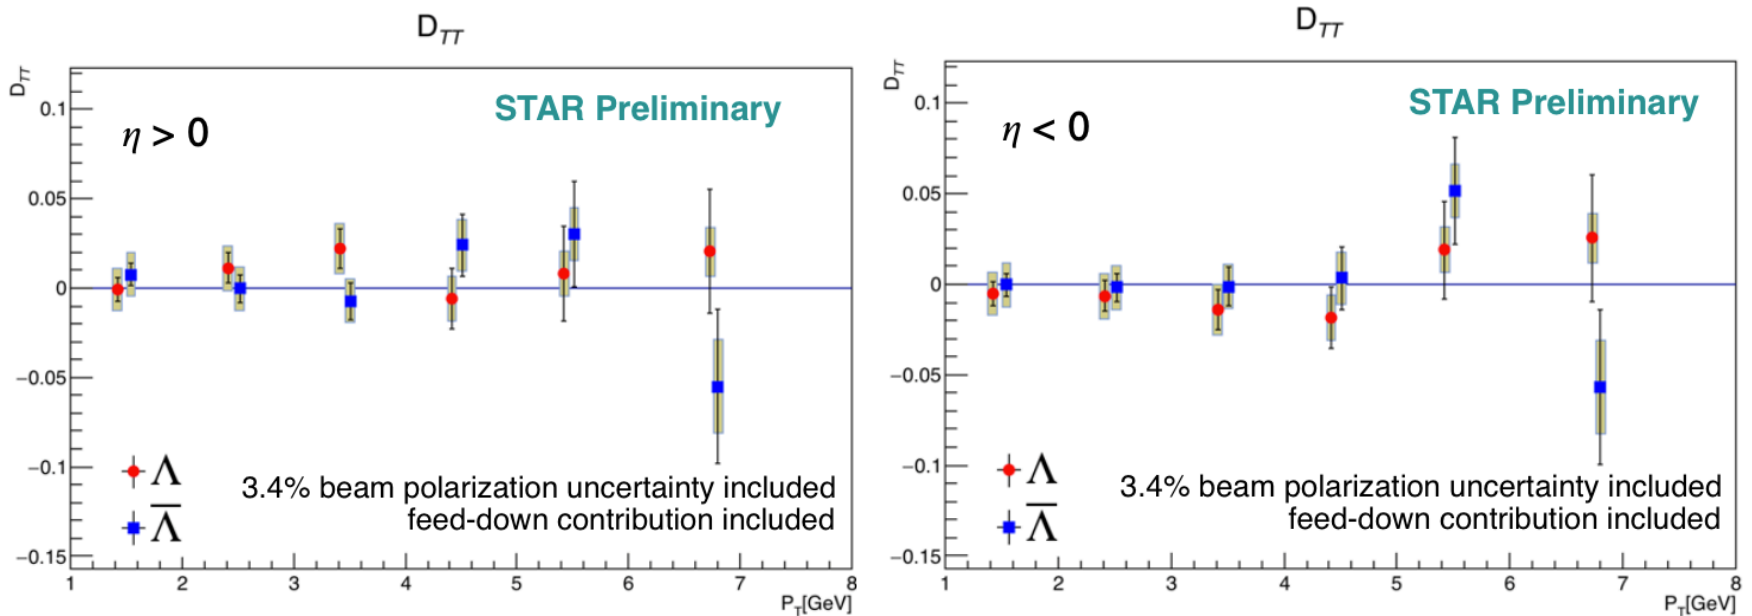 D_TT
D_TT
STAR Preliminary
η > 0
0.1
0.05
0
−0.05
−0.1
−0.15
Λ
Λ̅
3.4% beam polarization uncertainty included
feed-down contribution included
1 2 3 4 5 6 7 8
P_T[GeV]
D_TT
D_TT
STAR Preliminary
η < 0
0.1
0.05
0
−0.05
−0.1
−0.15
Λ
Λ̅
3.4% beam polarization uncertainty included
feed-down contribution included
1 2 3 4 5 6 7 8
P_T[GeV]